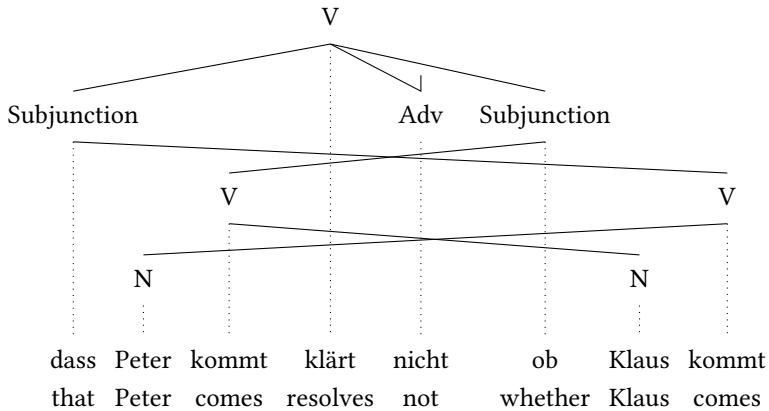 V
Subjunction Adv Subjunction
V V
N N
dass Peter kommt klärt nicht ob Klaus kommt
that Peter comes resolves not whether Klaus comes